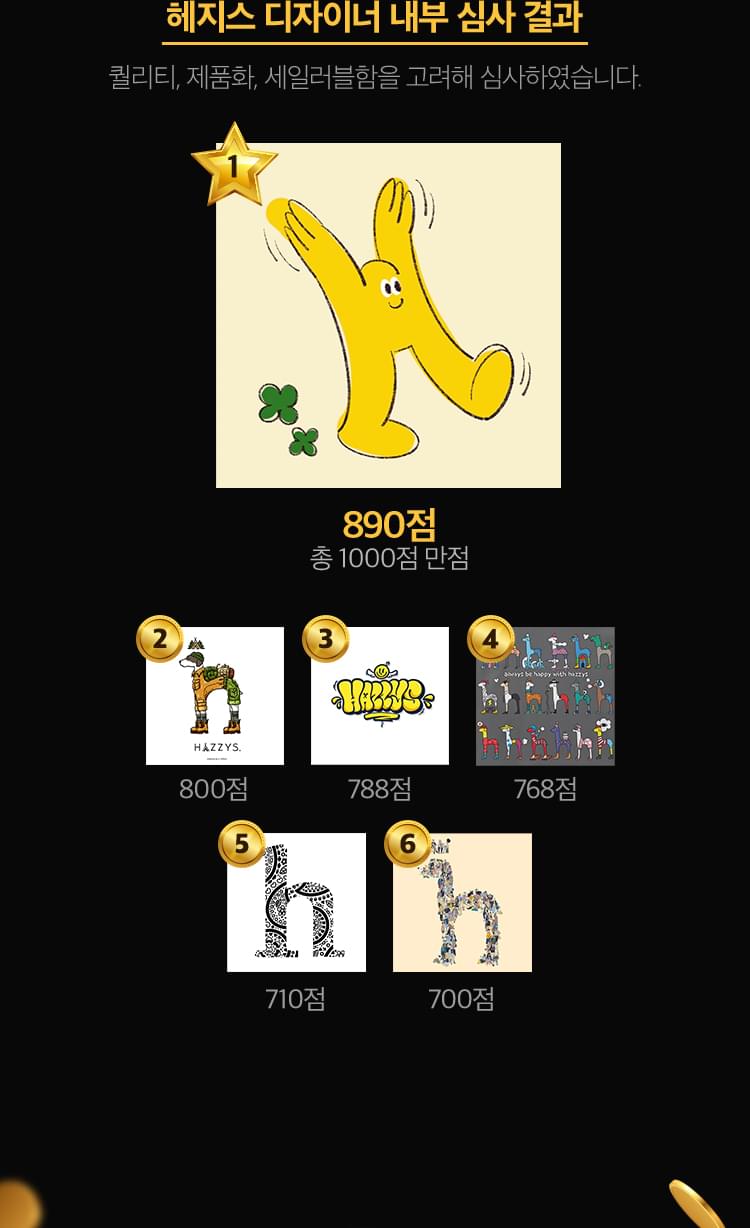 헤지스 디자이너 내부 심사 결과
퀄리티, 제품화, 세일러블함을 고려해 심사하였습니다.
1
890점
총 1000점 만점
2
3
4
HAZZYS
always be happy with hazzys
HAZZYS.
800점
788점
768점
5
6
710점
700점